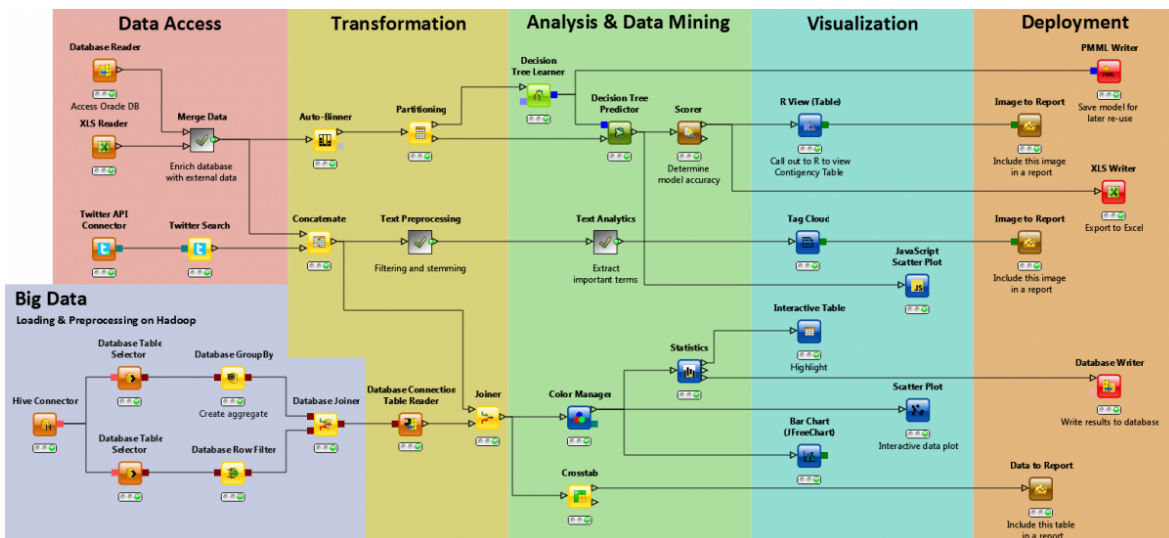 Data Access
Transformation
Analysis & Data Mining
Visualization
Deployment
Database Reader
Access Oracle DB
XLS Reader
Merge Data
Enrich database
with external data
Twitter API
Connector
Twitter Search
Auto-Binner
Partitioning
Concatenate
Text Preprocessing
Filtering and stemming
Decision
Tree Learner
Decision Tree
Predictor
Scorer
Determine
model accuracy
Text Analytics
Extract
important terms
R View (Table)
Call out to R to view
Contigency Table
Tag Cloud
JavaScript
Scatter Plot
JS
PMML Writer
Save model for
later re-use
Image to Report
Include this image
in a report
XLS Writer
Export to Excel
Image to Report
Include this image
in a report
Big Data
Loading & Preprocessing on Hadoop
Hive Connector
Database Table
Selector
Database GroupBy
Create aggregate
Database Table
Selector
Database Row Filter
Database Joiner
Database Connection
Table Reader
Joiner
Color Manager
Statistics
Crosstab
Interactive Table
Highlight
Scatter Plot
Interactive data plot
Bar Chart
(JFreeChart)
Database Writer
Write results to database
Data to Report
Include this table
in a report